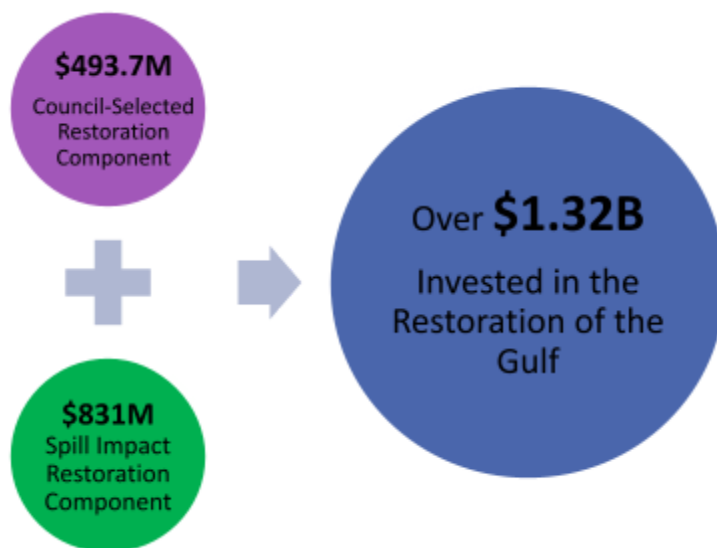 $493.7M
Council-Selected
Restoration
Component
$831M
Spill Impact
Restoration
Component
Over $1.32B
Invested in the
Restoration of the
Gulf